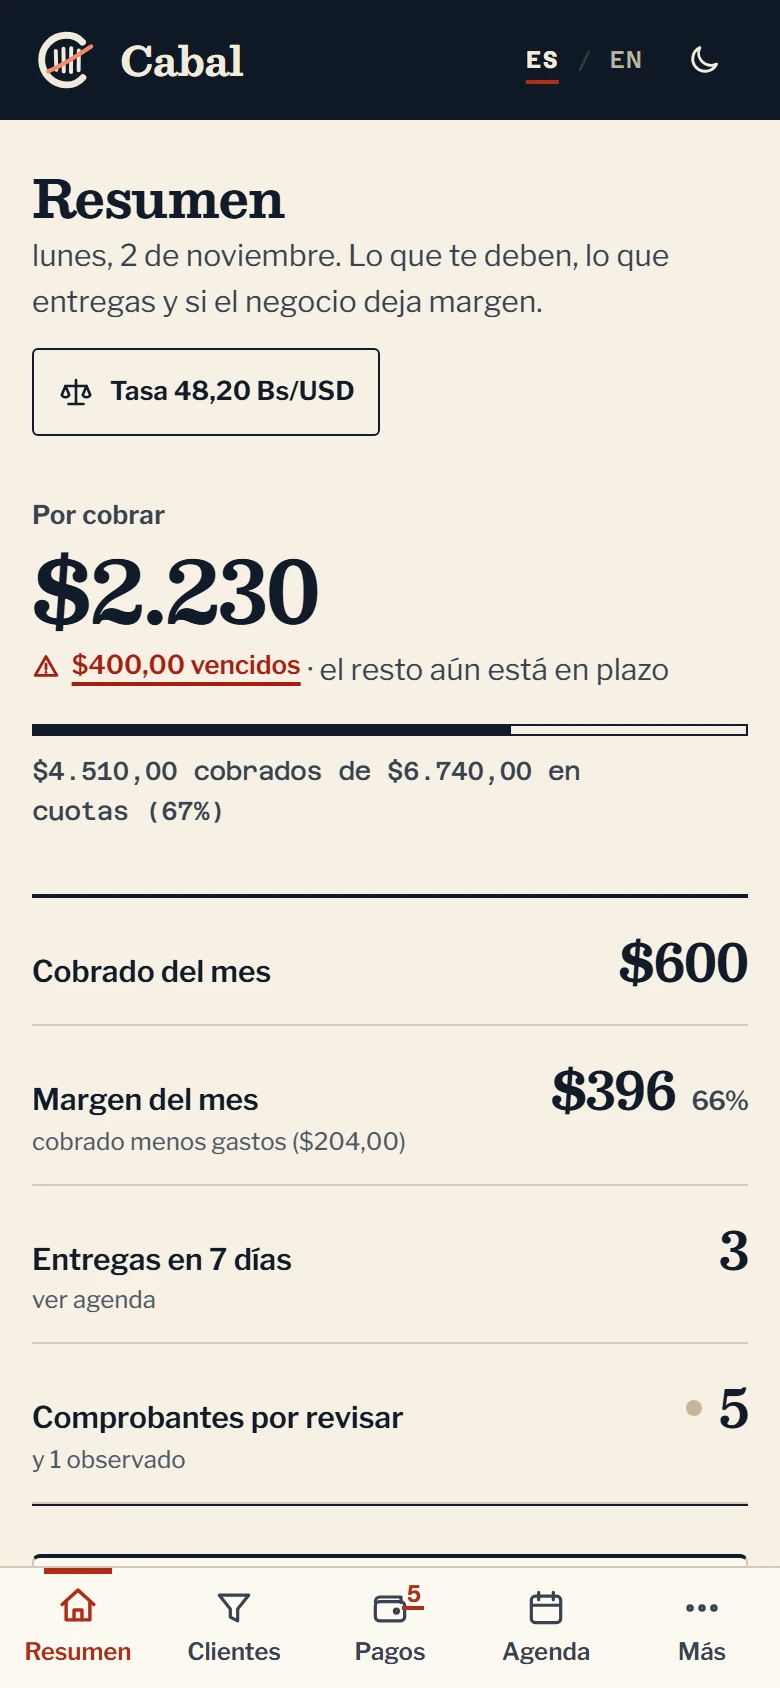 Cabal
ES / EN
Resumen
lunes, 2 de noviembre. Lo que te deben, lo que
entregas y si el negocio deja margen.
Tasa 48,20 Bs/USD
Por cobrar
$2.230
$400,00 vencidos · el resto aún está en plazo
$4.510,00 cobrados de $6.740,00 en
cuotas (67%)
Cobrado del mes $600
Margen del mes $396 66%
cobrado menos gastos ($204,00)
Entregas en 7 días 3
ver agenda
Comprobantes por revisar 5
y 1 observado
5
Resumen Clientes Pagos Agenda Más